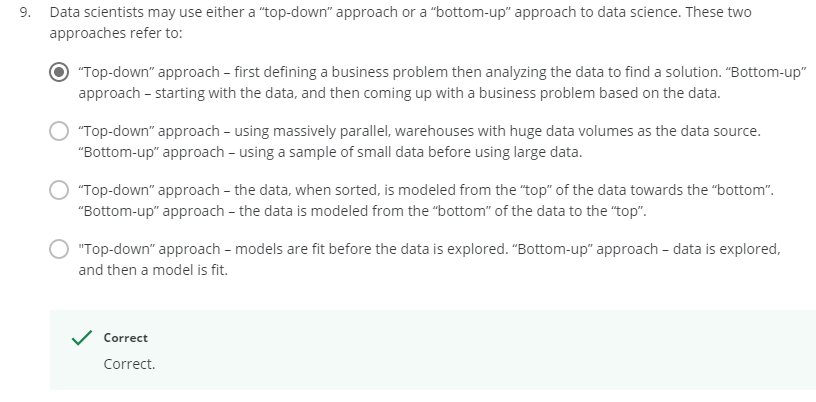 9. Data scientists may use either a “top-down” approach or a “bottom-up” approach to data science. These two
approaches refer to:
“Top-down” approach – first defining a business problem then analyzing the data to find a solution. “Bottom-up”
approach – starting with the data, and then coming up with a business problem based on the data.
“Top-down” approach – using massively parallel, warehouses with huge data volumes as the data source.
“Bottom-up” approach – using a sample of small data before using large data.
“Top-down” approach – the data, when sorted, is modeled from the “top” of the data towards the “bottom”.
“Bottom-up” approach – the data is modeled from the “bottom” of the data to the “top”.
"Top-down” approach – models are fit before the data is explored. “Bottom-up” approach – data is explored,
and then a model is fit.
Correct
Correct.